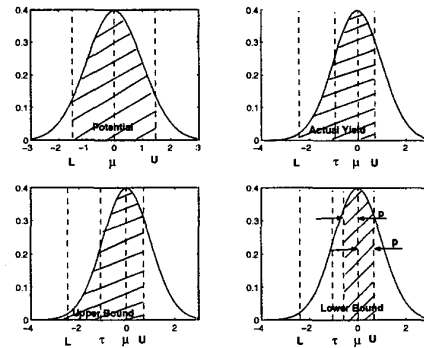 0.4
0.3
0.2
0.1
0
-3 -2 -1 0 1 2 3
Potential
L μ U
0.4
0.3
0.2
0.1
0
-4 -2 0 2
Actual Yield
L τ μ U
0.4
0.3
0.2
0.1
0
-4 -2 0 2
Upper Bound
L τ μ U
0.4
0.3
0.2
0.1
0
-4 -2 0 2
p
p
Lower Bound
L τ μ U